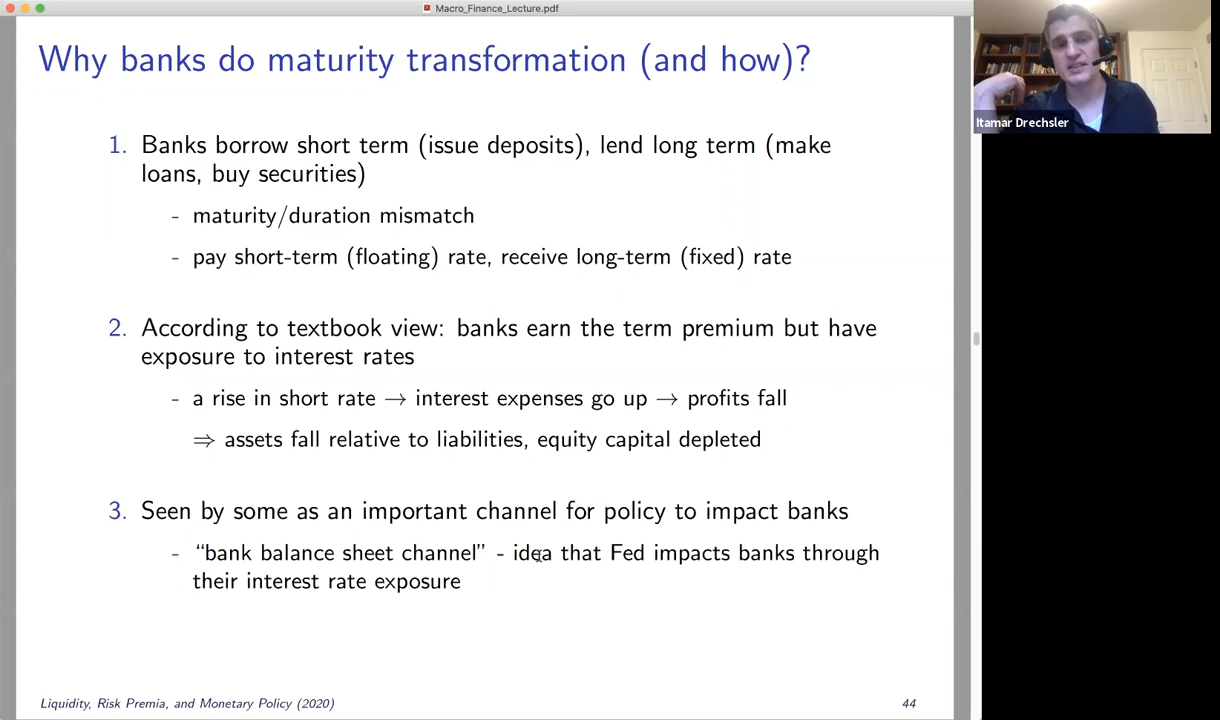 Macro_Finance_Lecture.pdf
Why banks do maturity transformation (and how)?
1. Banks borrow short term (issue deposits), lend long term (make
loans, buy securities)
- maturity/duration mismatch
- pay short-term (floating) rate, receive long-term (fixed) rate
2. According to textbook view: banks earn the term premium but have
exposure to interest rates
- a rise in short rate → interest expenses go up → profits fall
⇒ assets fall relative to liabilities, equity capital depleted
3. Seen by some as an important channel for policy to impact banks
- “bank balance sheet channel” - idea that Fed impacts banks through
their interest rate exposure
Liquidity, Risk Premia, and Monetary Policy (2020)
44
Itamar Drechsler